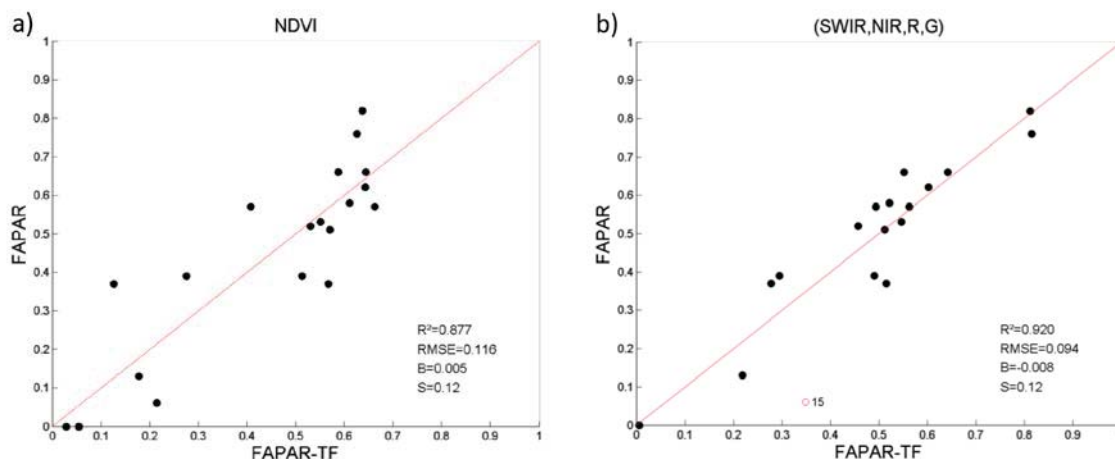 a)
NDVI
1
0.9
0.8
0.7
0.6
0.5
0.4
0.3
0.2
0.1
0
FAPAR
R²=0.877
RMSE=0.116
B=0.005
S=0.12
0 0.1 0.2 0.3 0.4 0.5 0.6 0.7 0.8 0.9 1
FAPAR-TF
b)
(SWIR,NIR,R,G)
1
0.9
0.8
0.7
0.6
0.5
0.4
0.3
0.2
0.1
0
FAPAR
R²=0.920
RMSE=0.094
B=-0.008
S=0.12
15
0 0.1 0.2 0.3 0.4 0.5 0.6 0.7 0.8 0.9
FAPAR-TF